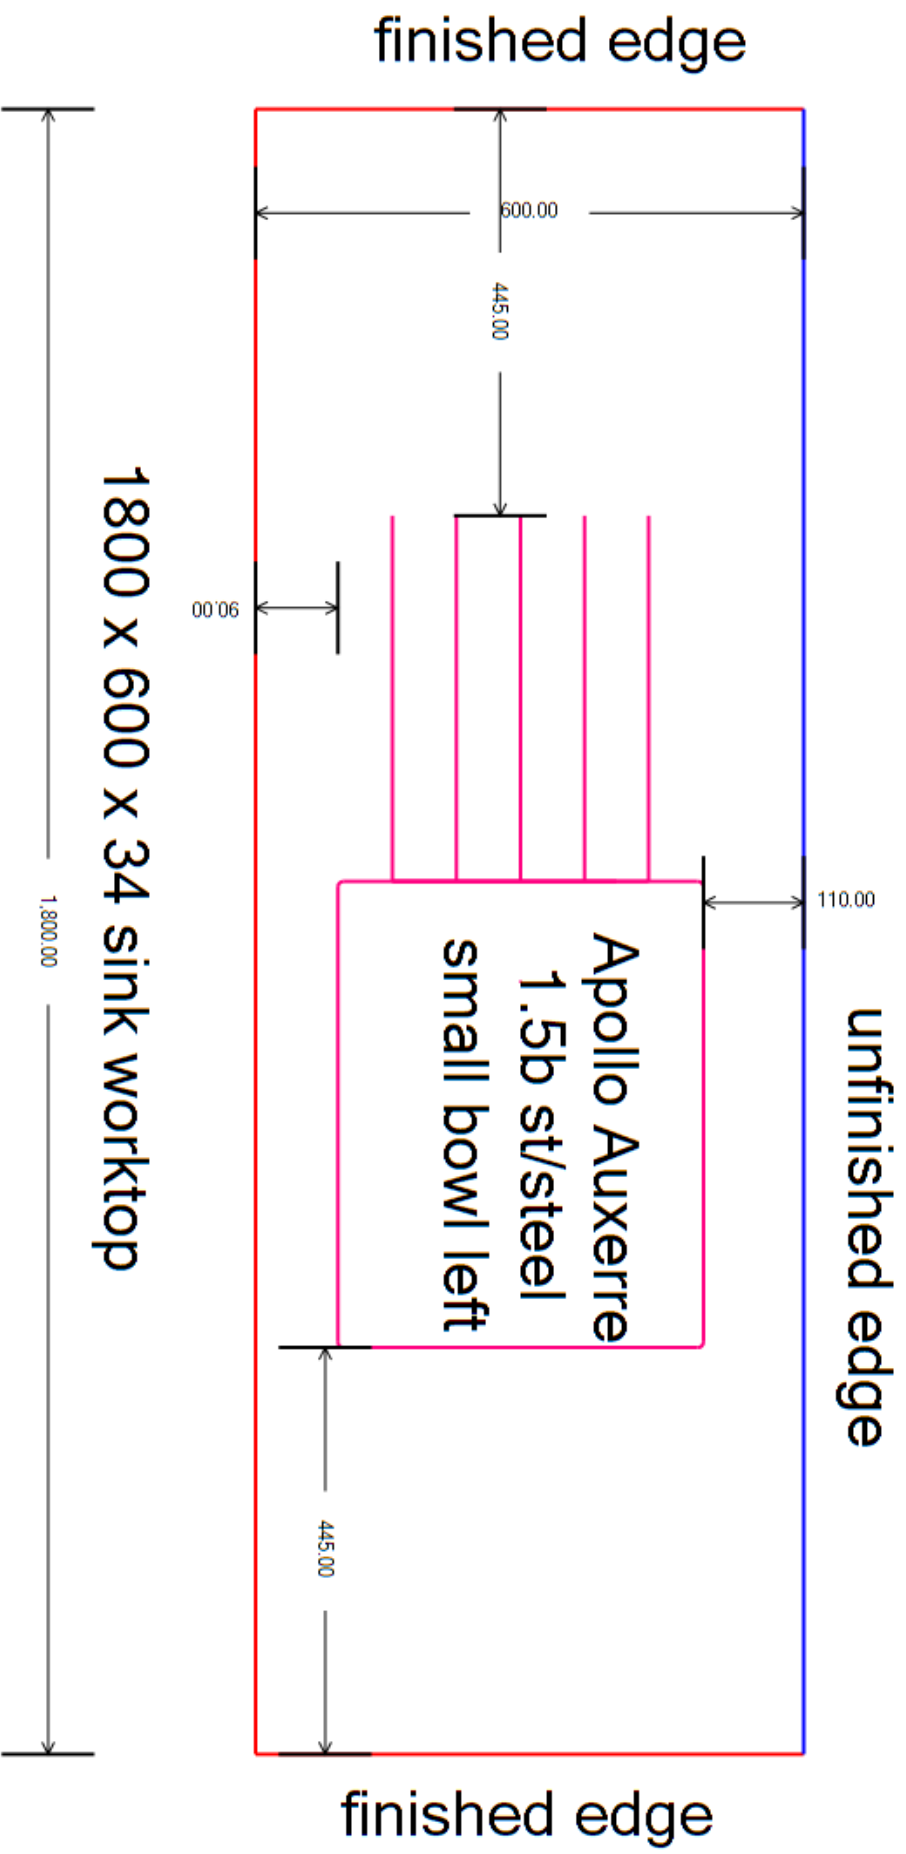 finished edge
600.00
445.00
90.00
1800 x 600 x 34 sink worktop
1,800.00
110.00
Apollo Auxerre
1.5b st/steel
small bowl left
unfinished edge
445.00
finished edge